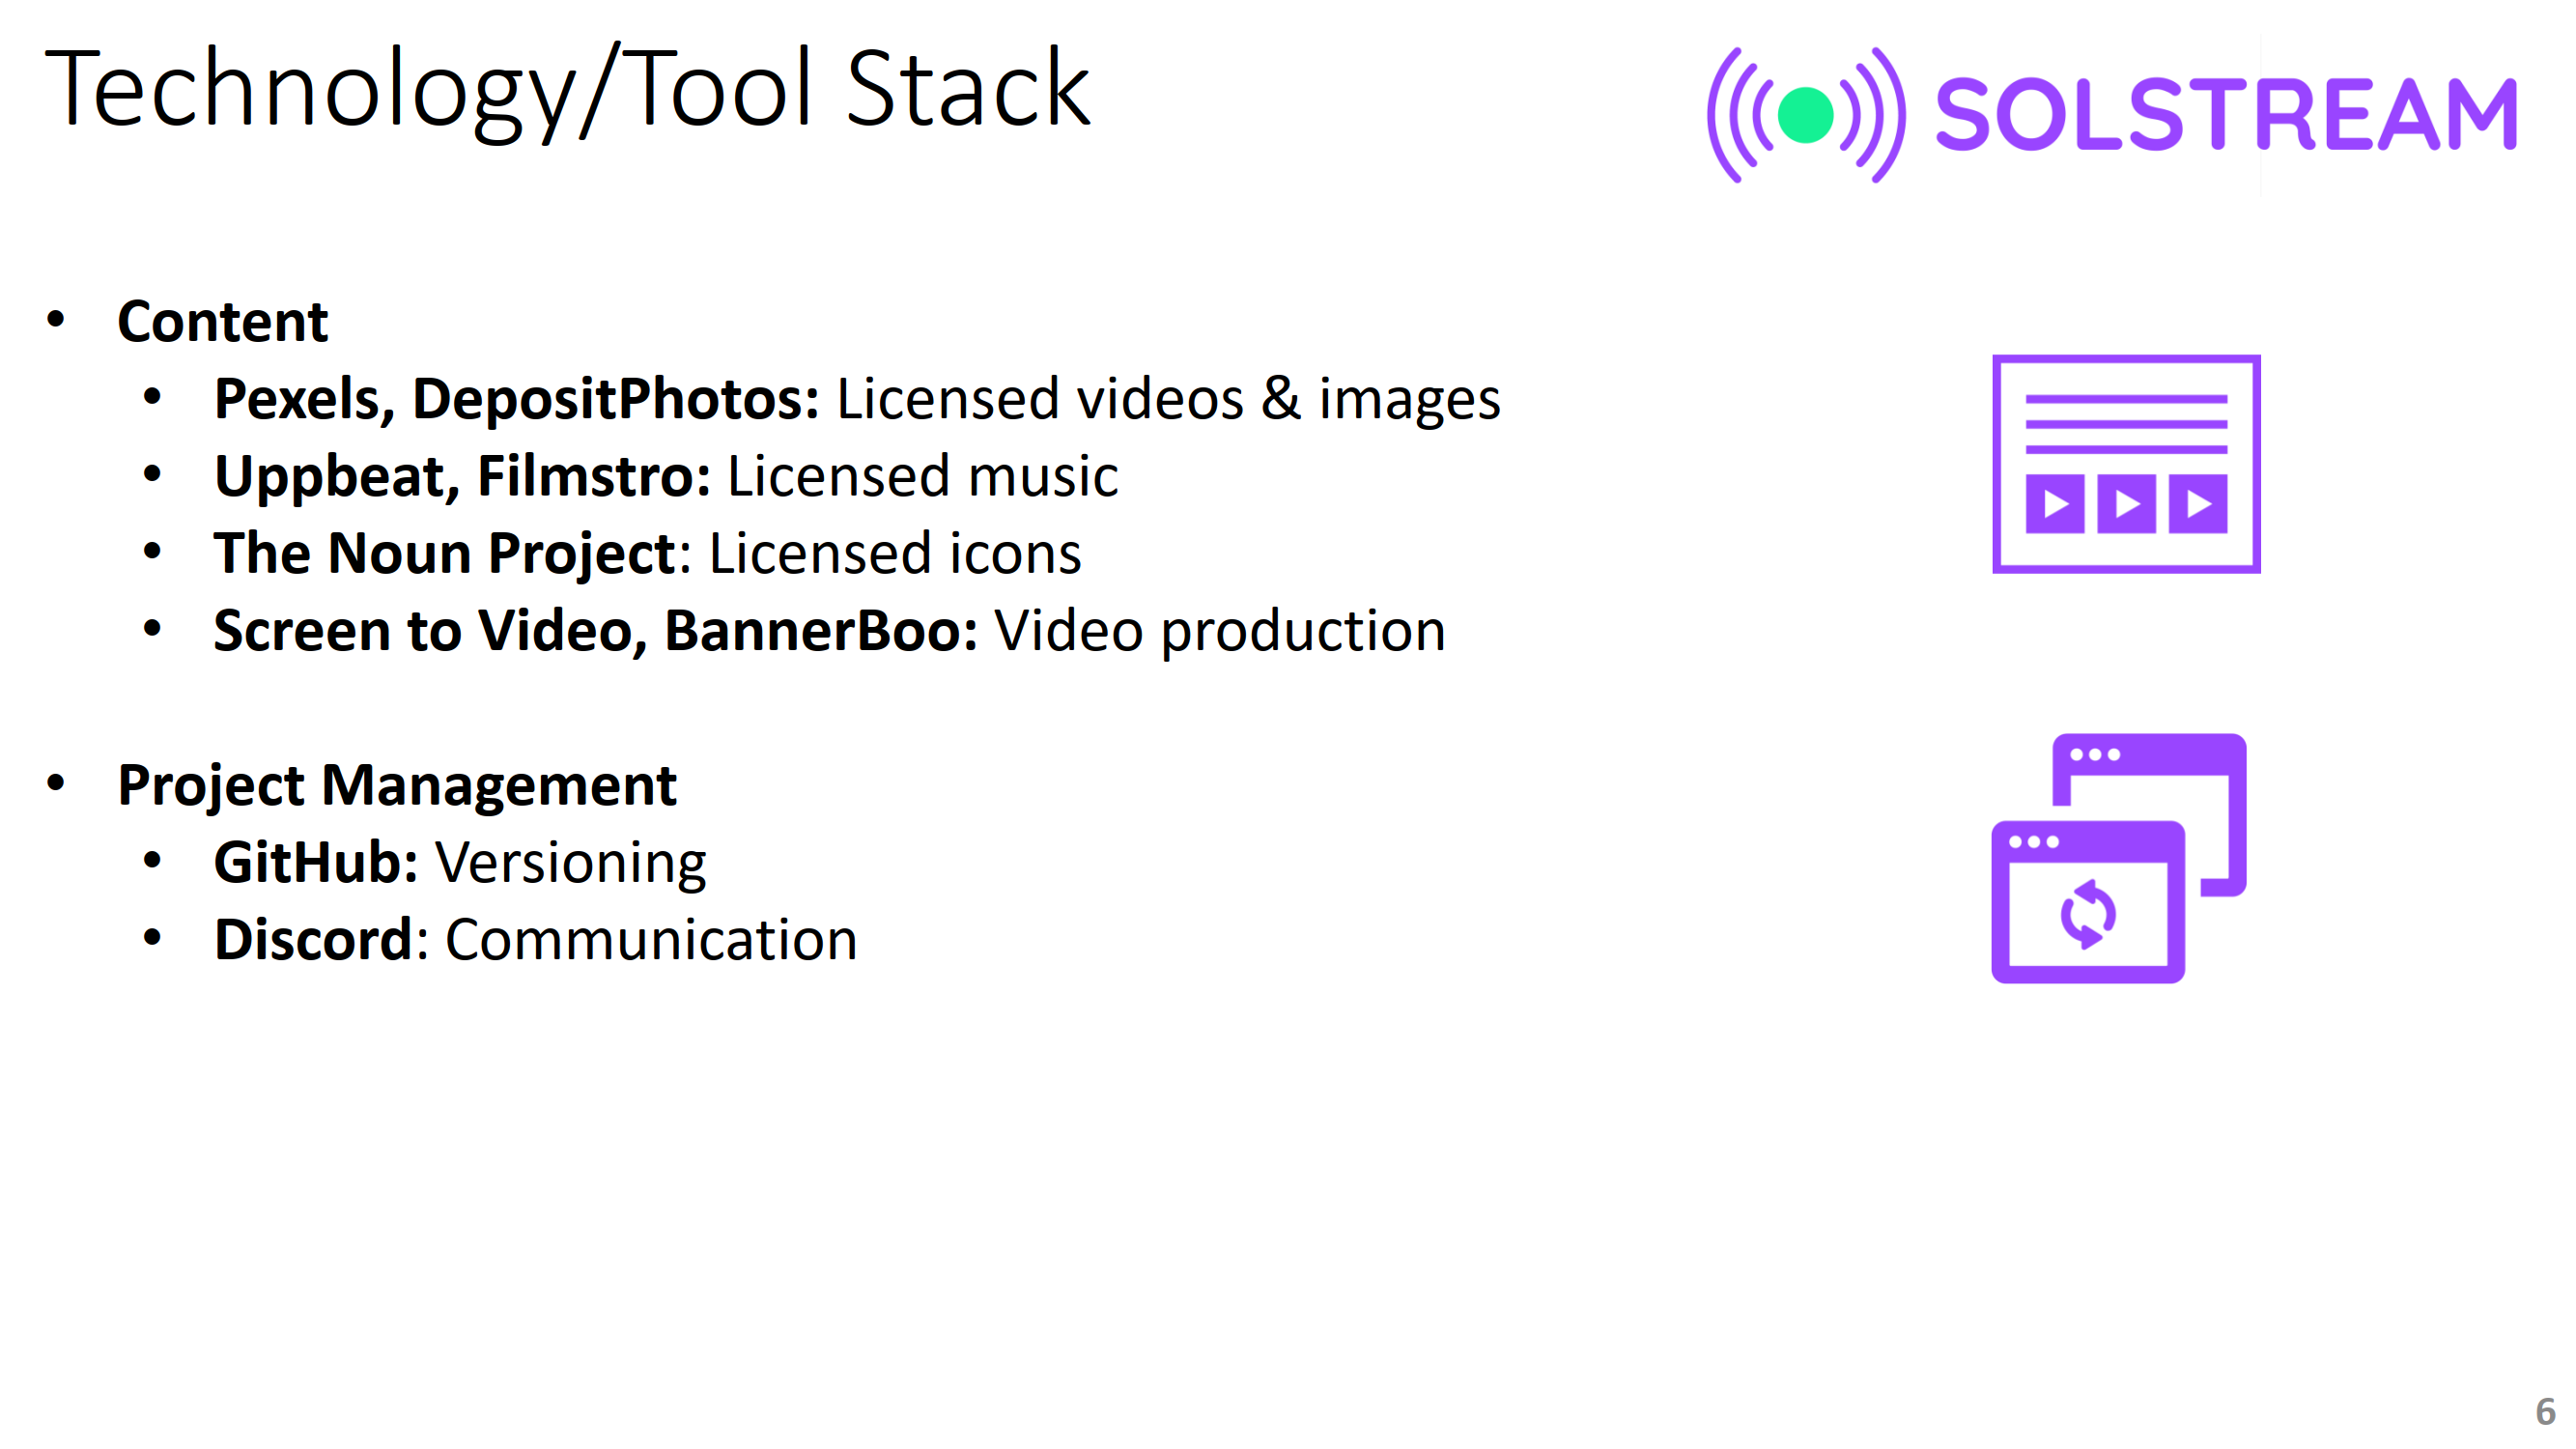 Technology/Tool Stack
SOLSTREAM
• Content
• Pexels, DepositPhotos: Licensed videos & images
• Uppbeat, Filmstro: Licensed music
• The Noun Project: Licensed icons
• Screen to Video, BannerBoo: Video production
• Project Management
• GitHub: Versioning
• Discord: Communication
6